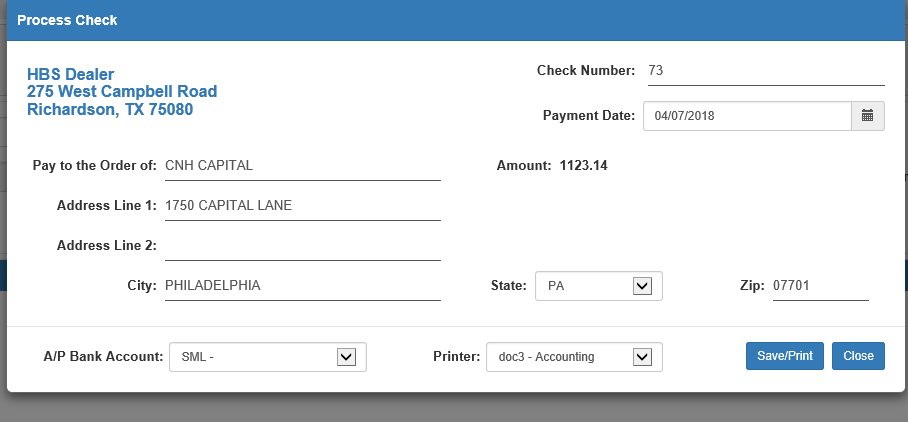 Process Check
HBS Dealer
275 West Campbell Road
Richardson, TX 75080
Check Number: 73
Payment Date: 04/07/2018
Pay to the Order of: CNH CAPITAL
Amount: 1123.14
Address Line 1: 1750 CAPITAL LANE
Address Line 2:
City: PHILADELPHIA
State: PA
Zip: 07701
A/P Bank Account: SML -
Printer: doc3 - Accounting
Save/Print
Close